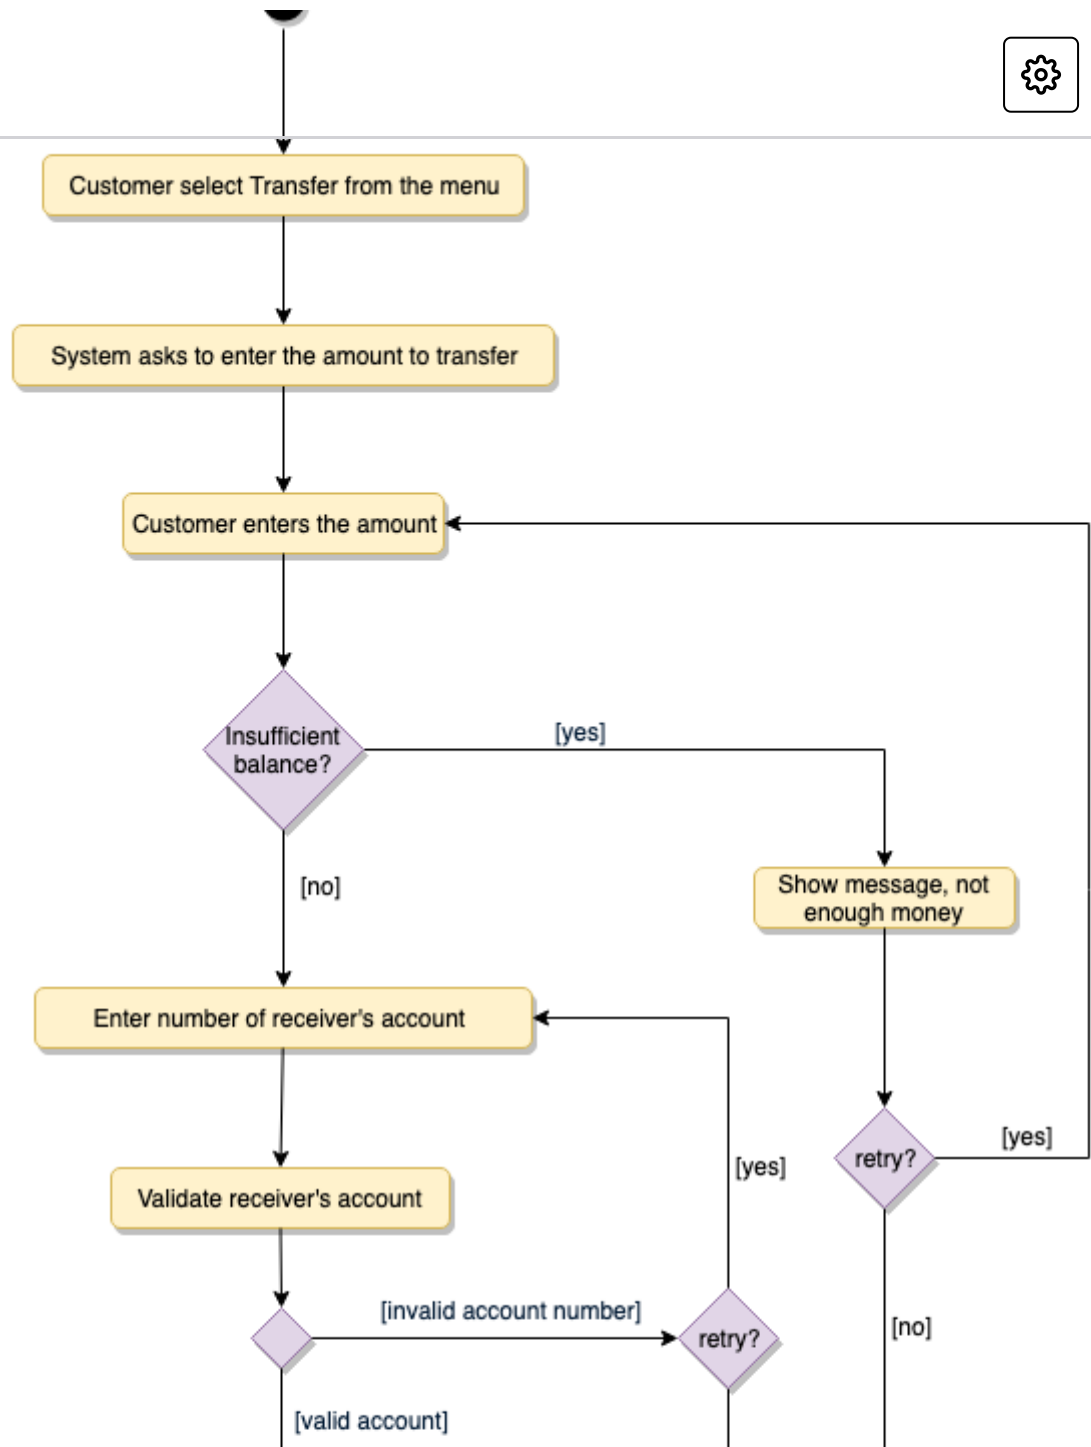 Customer select Transfer from the menu
System asks to enter the amount to transfer
Customer enters the amount
Insufficient
balance?
[yes]
[no]
Show message, not
enough money
Enter number of receiver's account
retry?
[yes]
[yes]
Validate receiver's account
[invalid account number]
retry?
[no]
[valid account]